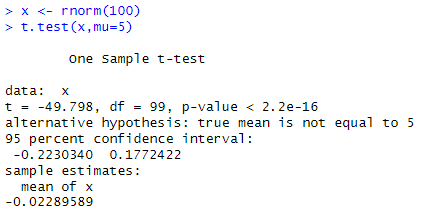 > x <- rnorm(100)
> t.test(x,mu=5)
One Sample t-test
data:  x
t = -49.798, df = 99, p-value < 2.2e-16
alternative hypothesis: true mean is not equal to 5
95 percent confidence interval:
-0.2230340  0.1772422
sample estimates:
mean of x
-0.02289589